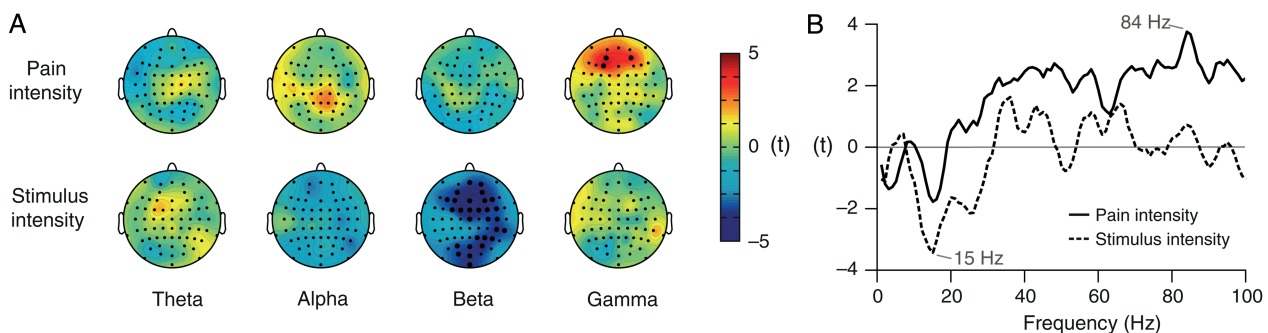 A
Pain
intensity
Stimulus
intensity
Theta
Alpha
Beta
Gamma
5
0 (t)
−5
B
4
2
0
−2
−4
(t)
84 Hz
15 Hz
Pain intensity
Stimulus intensity
0 20 40 60 80 100
Frequency (Hz)